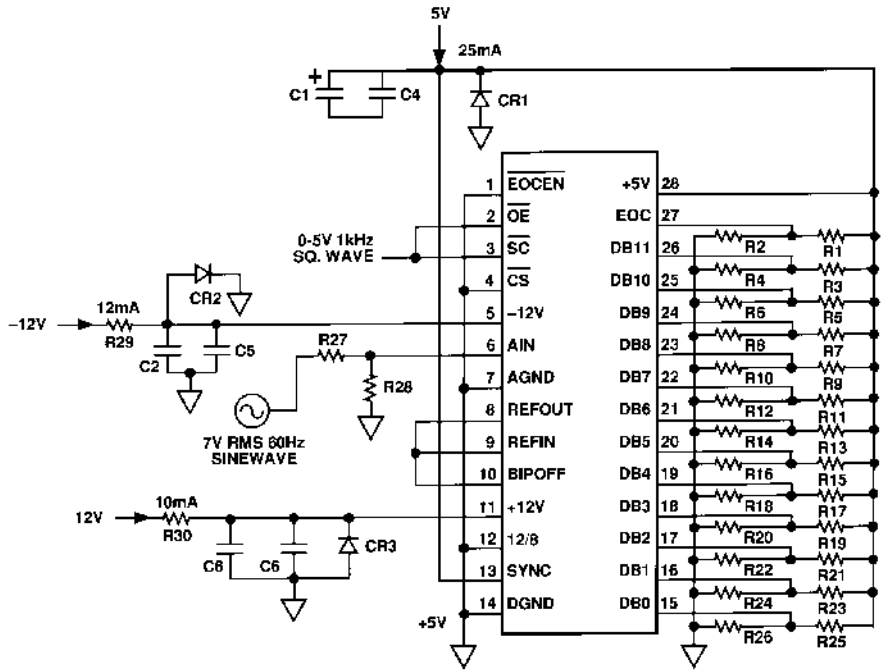 5V
25mA
+
C1
C4
CR1
1 EOCEN +5V 28
2 OE EOC 27
0-5V 1kHz
SQ. WAVE
3 SC DB11 26
R2 R1
4 CS DB10 25
R4 R3
CR2
-12V 12mA
R29
5 -12V DB9 24
R6 R5
C2
C5
R27
6 AIN DB8 23
R8 R7
R28
7 AGND DB7 22
R10 R9
8 REFOUT DB6 21
R12 R11
7V RMS 60Hz
SINEWAVE
9 REFIN DB5 20
R14 R13
10 BIPOFF DB4 19
R16 R15
12V 10mA
R30
11 +12V DB3 18
R18 R17
C8
C6
CR3
12 12/8 DB2 17
R20 R19
13 SYNC DB1 16
R22 R21
+5V
14 DGND DB0 15
R24 R23
R26 R25